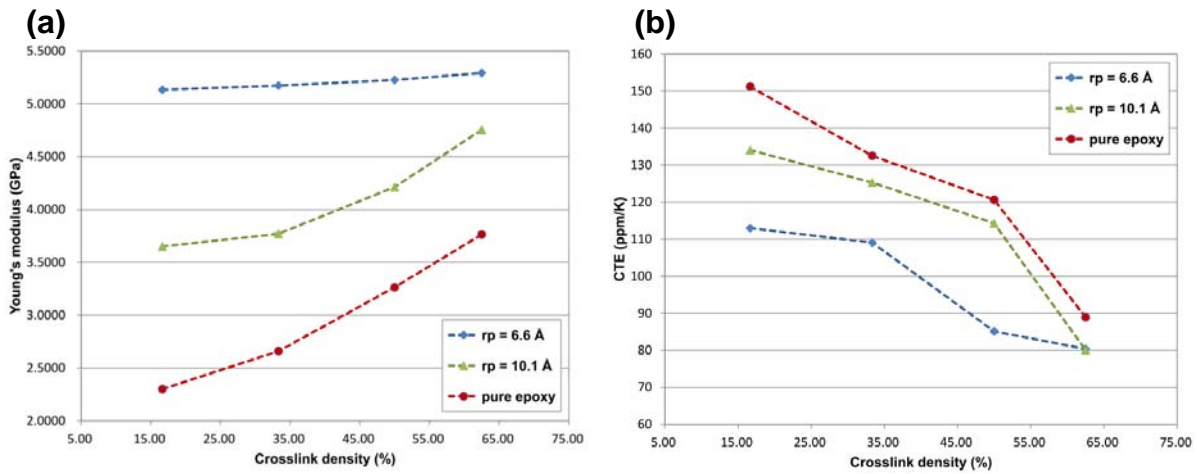 (a)
Young's modulus (GPa)
5.5000
5.0000
4.5000
4.0000
3.5000
3.0000
2.5000
2.0000
rp = 6.6 Å
rp = 10.1 Å
pure epoxy
5.00 15.00 25.00 35.00 45.00 55.00 65.00 75.00
Crosslink density (%)
(b)
CTE (ppm/K)
160
150
140
130
120
110
100
90
80
70
60
rp = 6.6 Å
rp = 10.1 Å
pure epoxy
5.00 15.00 25.00 35.00 45.00 55.00 65.00 75.00
Crosslink density (%)